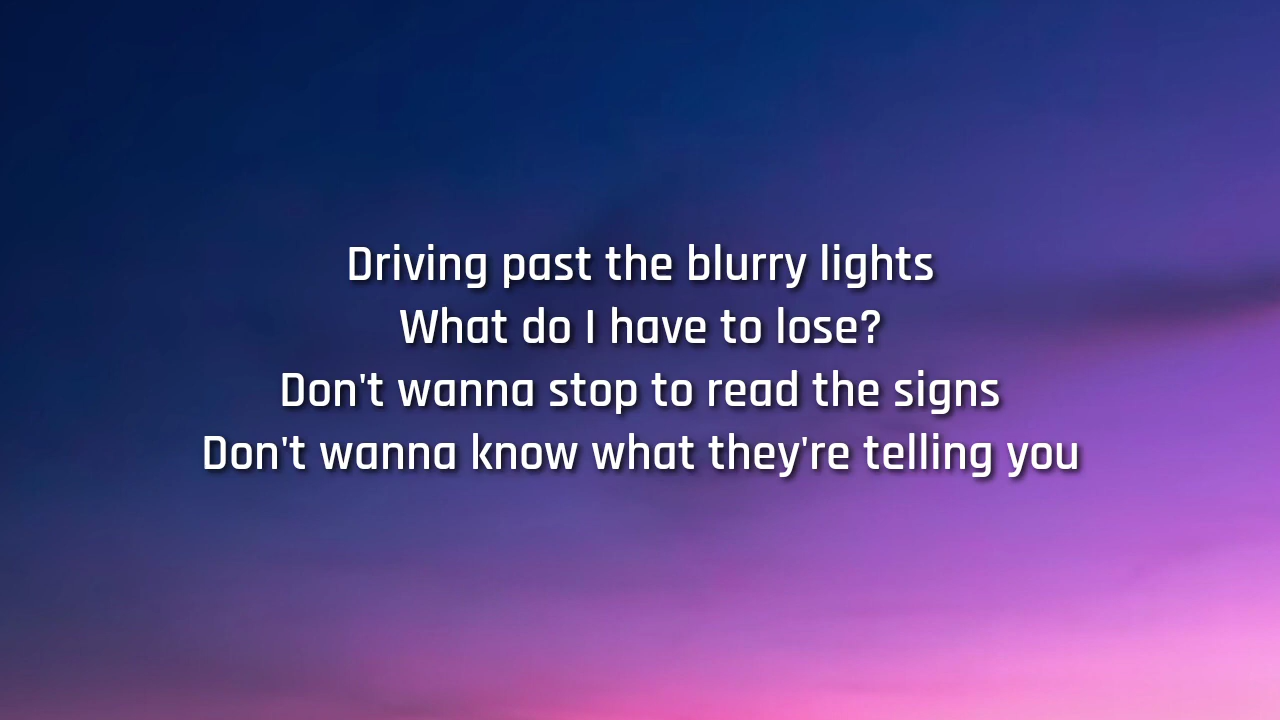 Driving past the blurry lights
What do I have to lose?
Don't wanna stop to read the signs
Don't wanna know what they're telling you